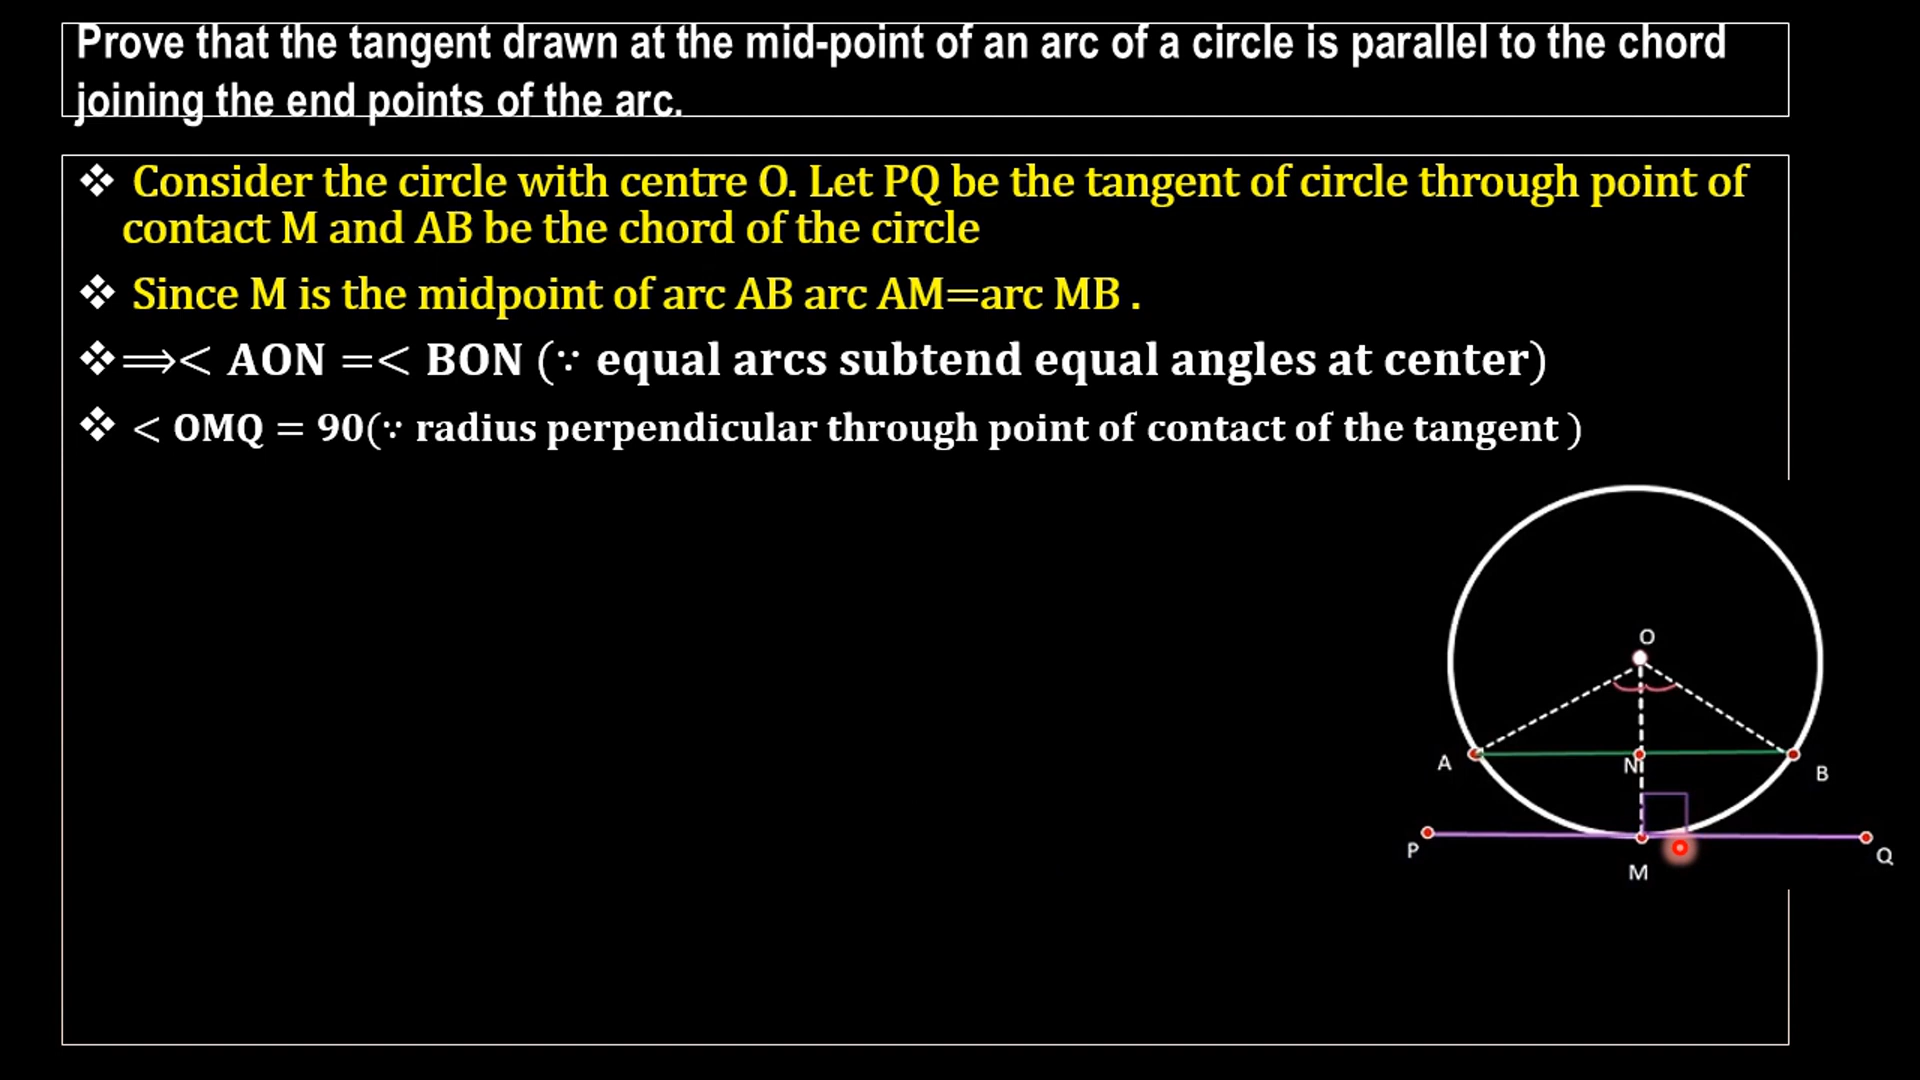 Prove that the tangent drawn at the mid-point of an arc of a circle is parallel to the chord
joining the end points of the arc.
❖ Consider the circle with centre O. Let PQ be the tangent of circle through point of
contact M and AB be the chord of the circle
❖ Since M is the midpoint of arc AB arc AM=arc MB .
❖ ⟹< AON =< BON (∵ equal arcs subtend equal angles at center)
❖ < OMQ = 90(∵ radius perpendicular through point of contact of the tangent )
O
A
N
B
P
M
Q